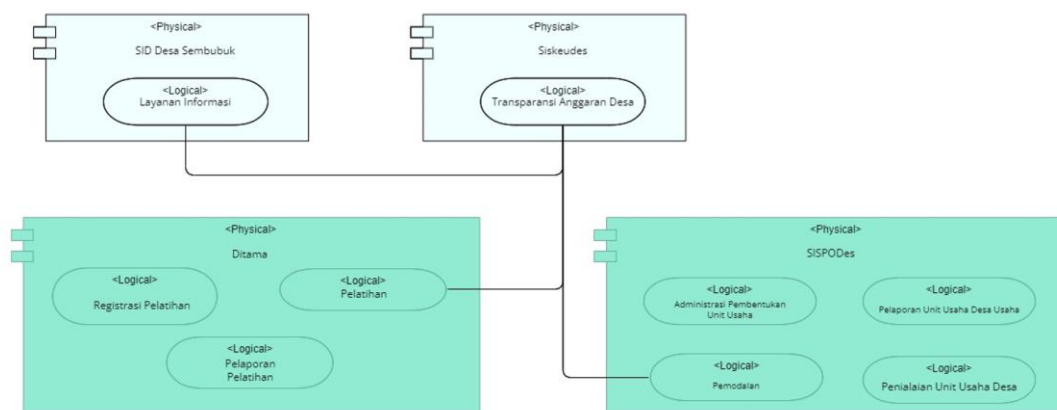 <Physical>
SID Desa Sembubuk
<Logical>
Layanan Informasi
<Physical>
Siskeudes
<Logical>
Transparansi Anggaran Desa
<Physical>
Ditama
<Logical>
Registrasi Pelatihan
<Logical>
Pelatihan
<Logical>
Pelaporan
Pelatihan
<Physical>
SISPODes
<Logical>
Administrasi Pembentukan
Unit Usaha
<Logical>
Pelaporan Unit Usaha Desa Usaha
<Logical>
Pemodalan
<Logical>
Penialaian Unit Usaha Desa